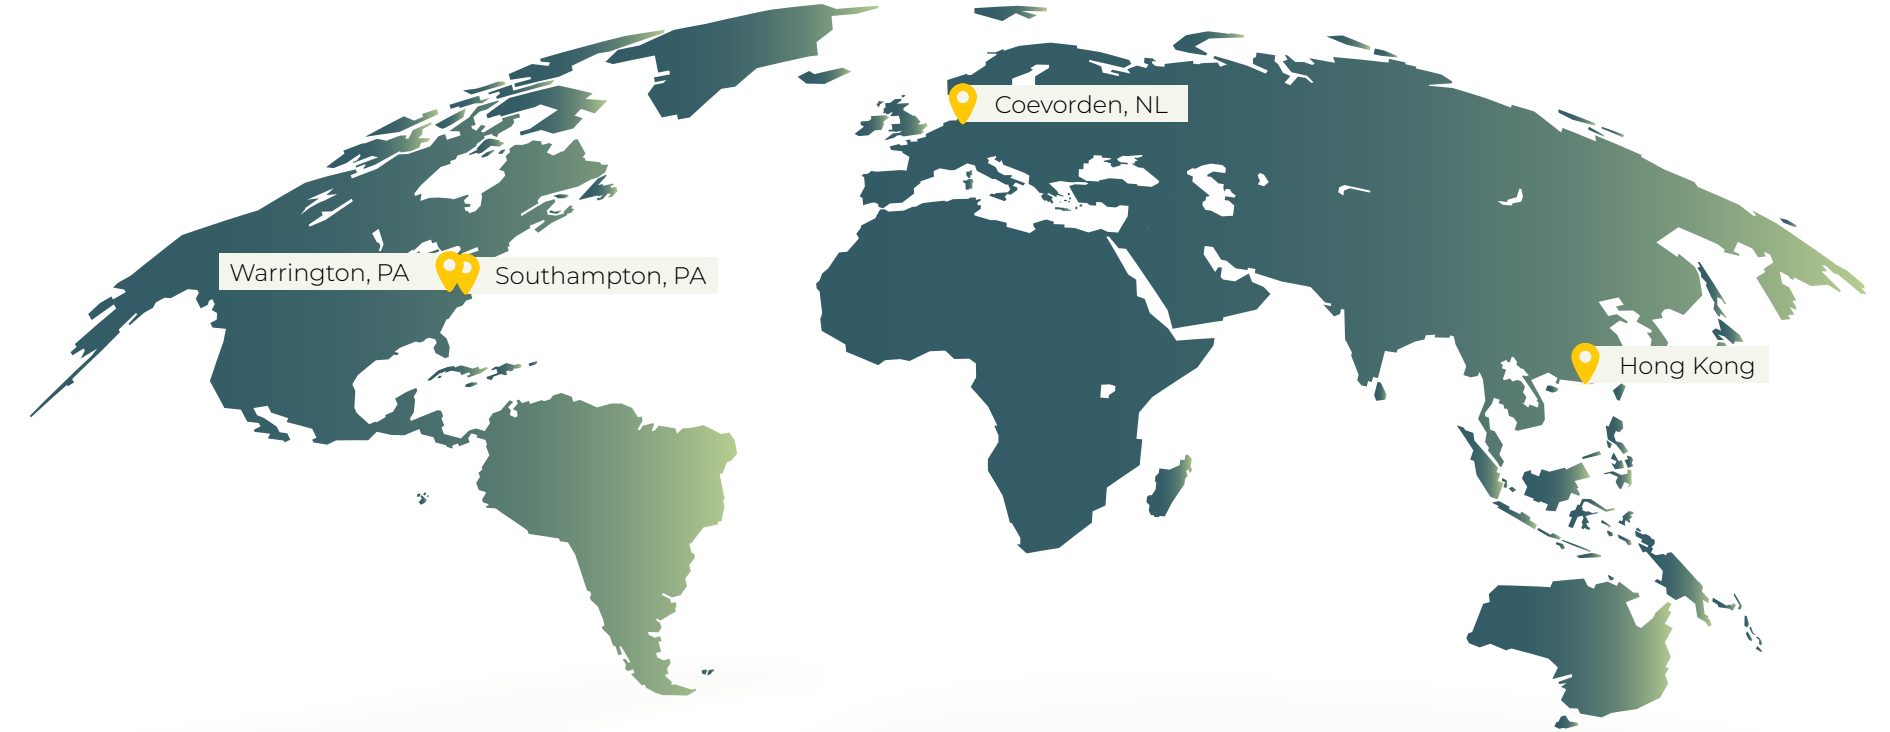 Coevorden, NL
Warrington, PA
Southampton, PA
Hong Kong